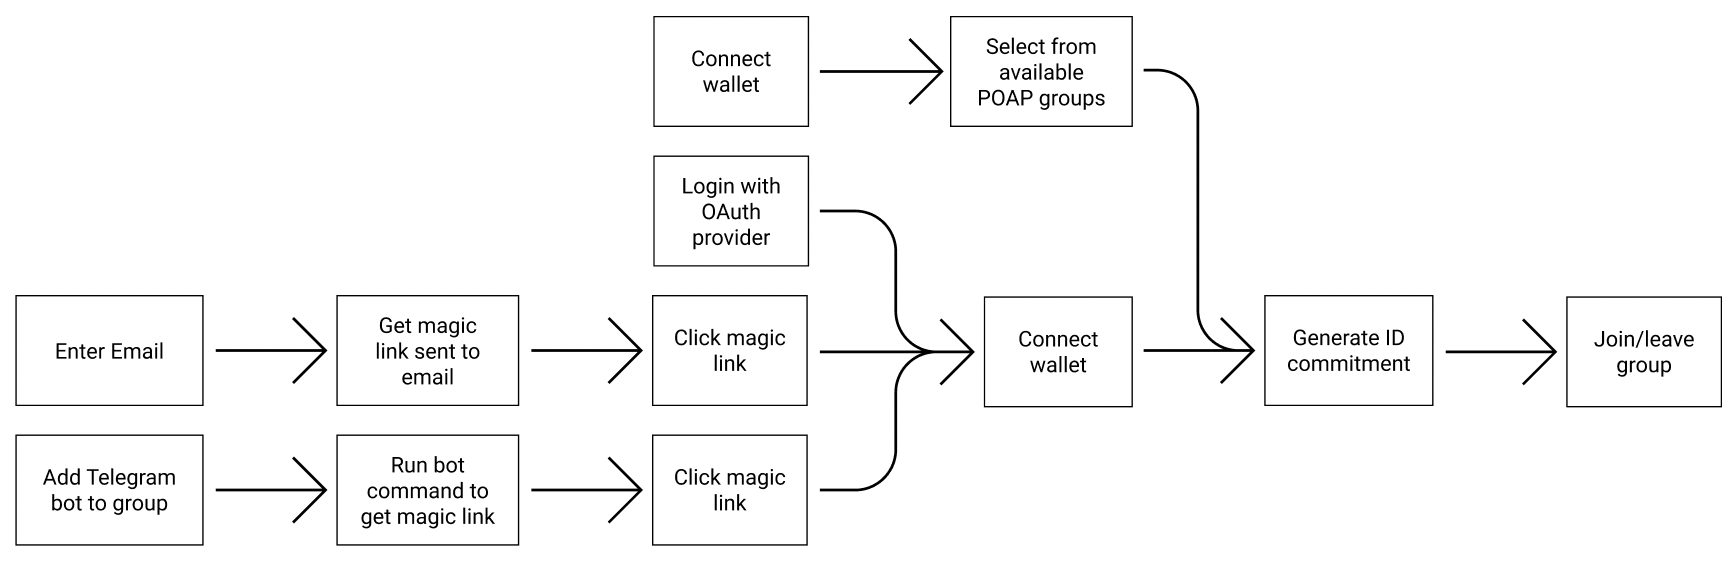 Connect
wallet
Select from
available
POAP groups
Login with
OAuth
provider
Enter Email
Get magic
link sent to
email
Click magic
link
Connect
wallet
Generate ID
commitment
Join/leave
group
Add Telegram
bot to group
Run bot
command to
get magic link
Click magic
link